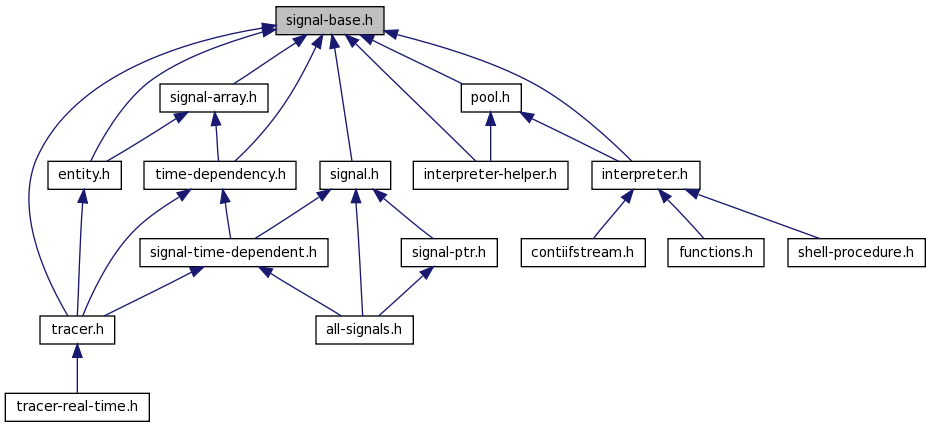 signal-base.h
signal-array.h
pool.h
entity.h
time-dependency.h
signal.h
interpreter-helper.h
interpreter.h
signal-time-dependent.h
signal-ptr.h
contiifstream.h
functions.h
shell-procedure.h
tracer.h
all-signals.h
tracer-real-time.h